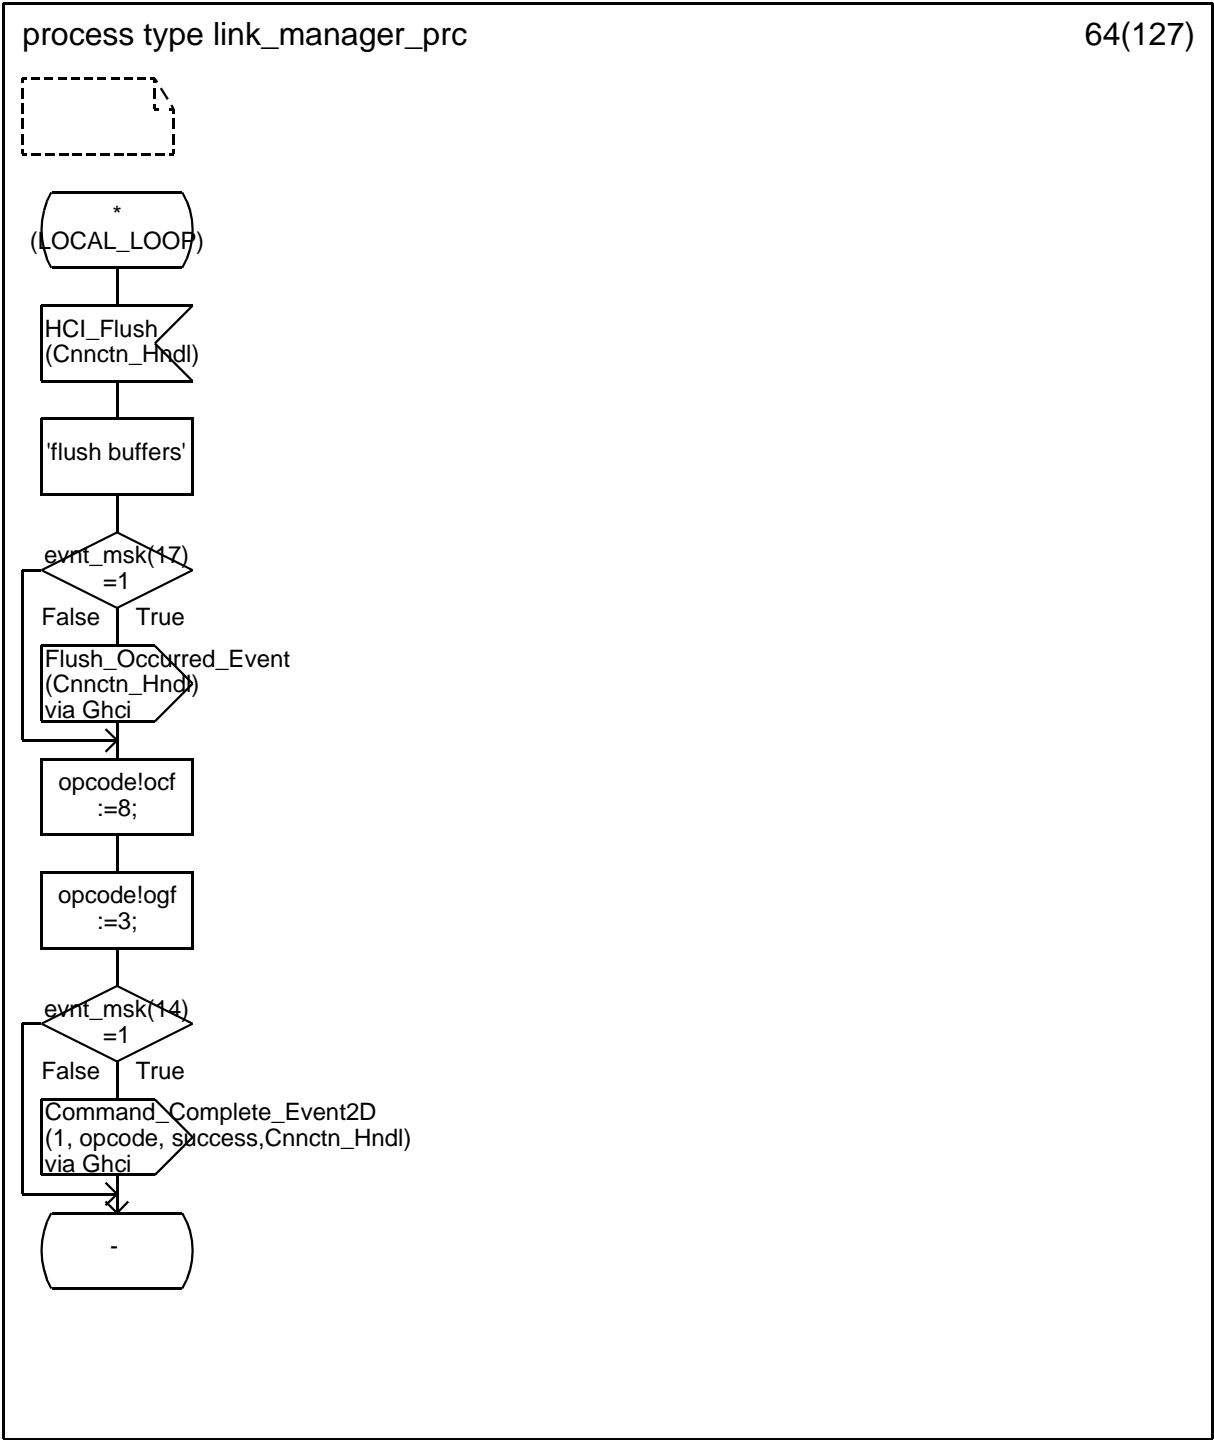 process type link_manager_prc
64(127)
*
(LOCAL_LOOP)
HCI_Flush
(Cnnctn_Hndl)
'flush buffers'
evnt_msk(17)
=1
False
True
Flush_Occurred_Event
(Cnnctn_Hndl)
via Ghci
opcode!ocf
:=8;
opcode!ogf
:=3;
evnt_msk(14)
=1
False
True
Command_Complete_Event2D
(1, opcode, success,Cnnctn_Hndl)
via Ghci
-